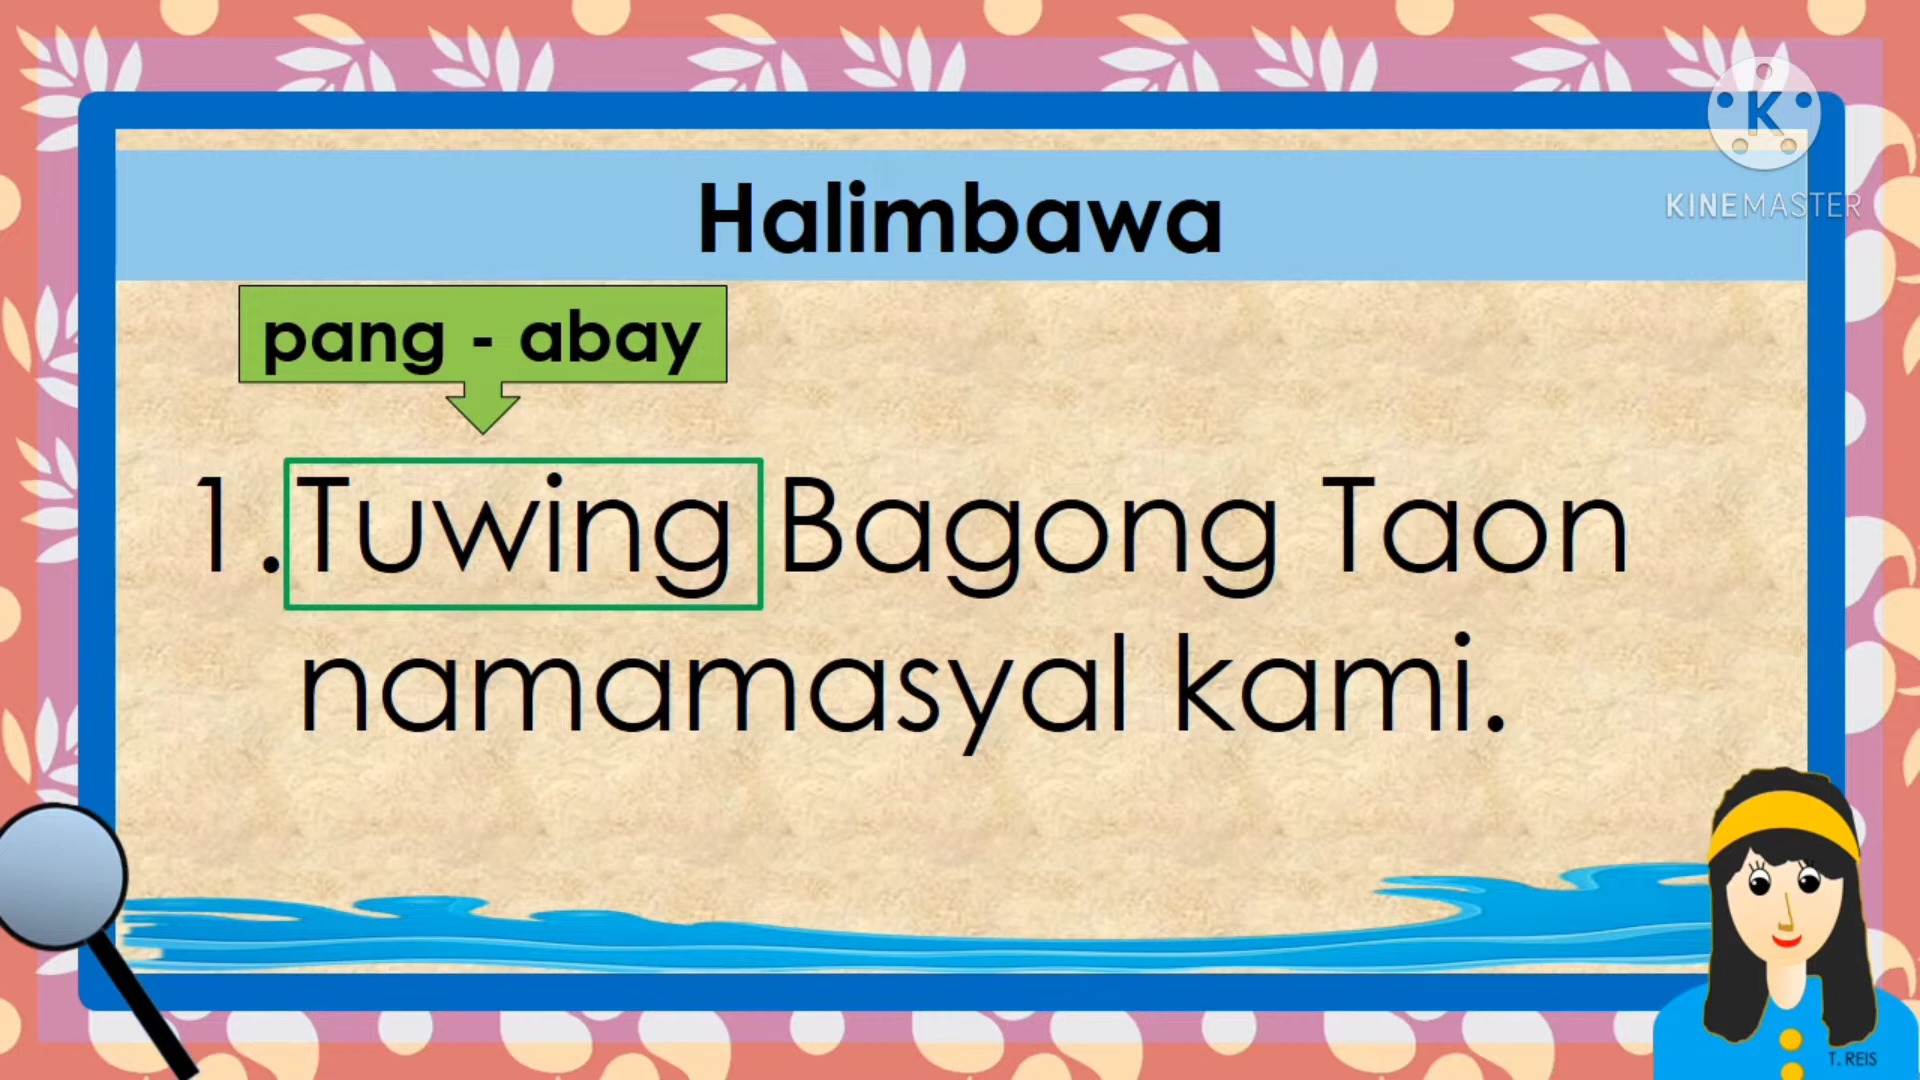 KINEMASTER
Halimbawa
pang - abay
1.Tuwing Bagong Taon
namamasyal kami.
T. REIS